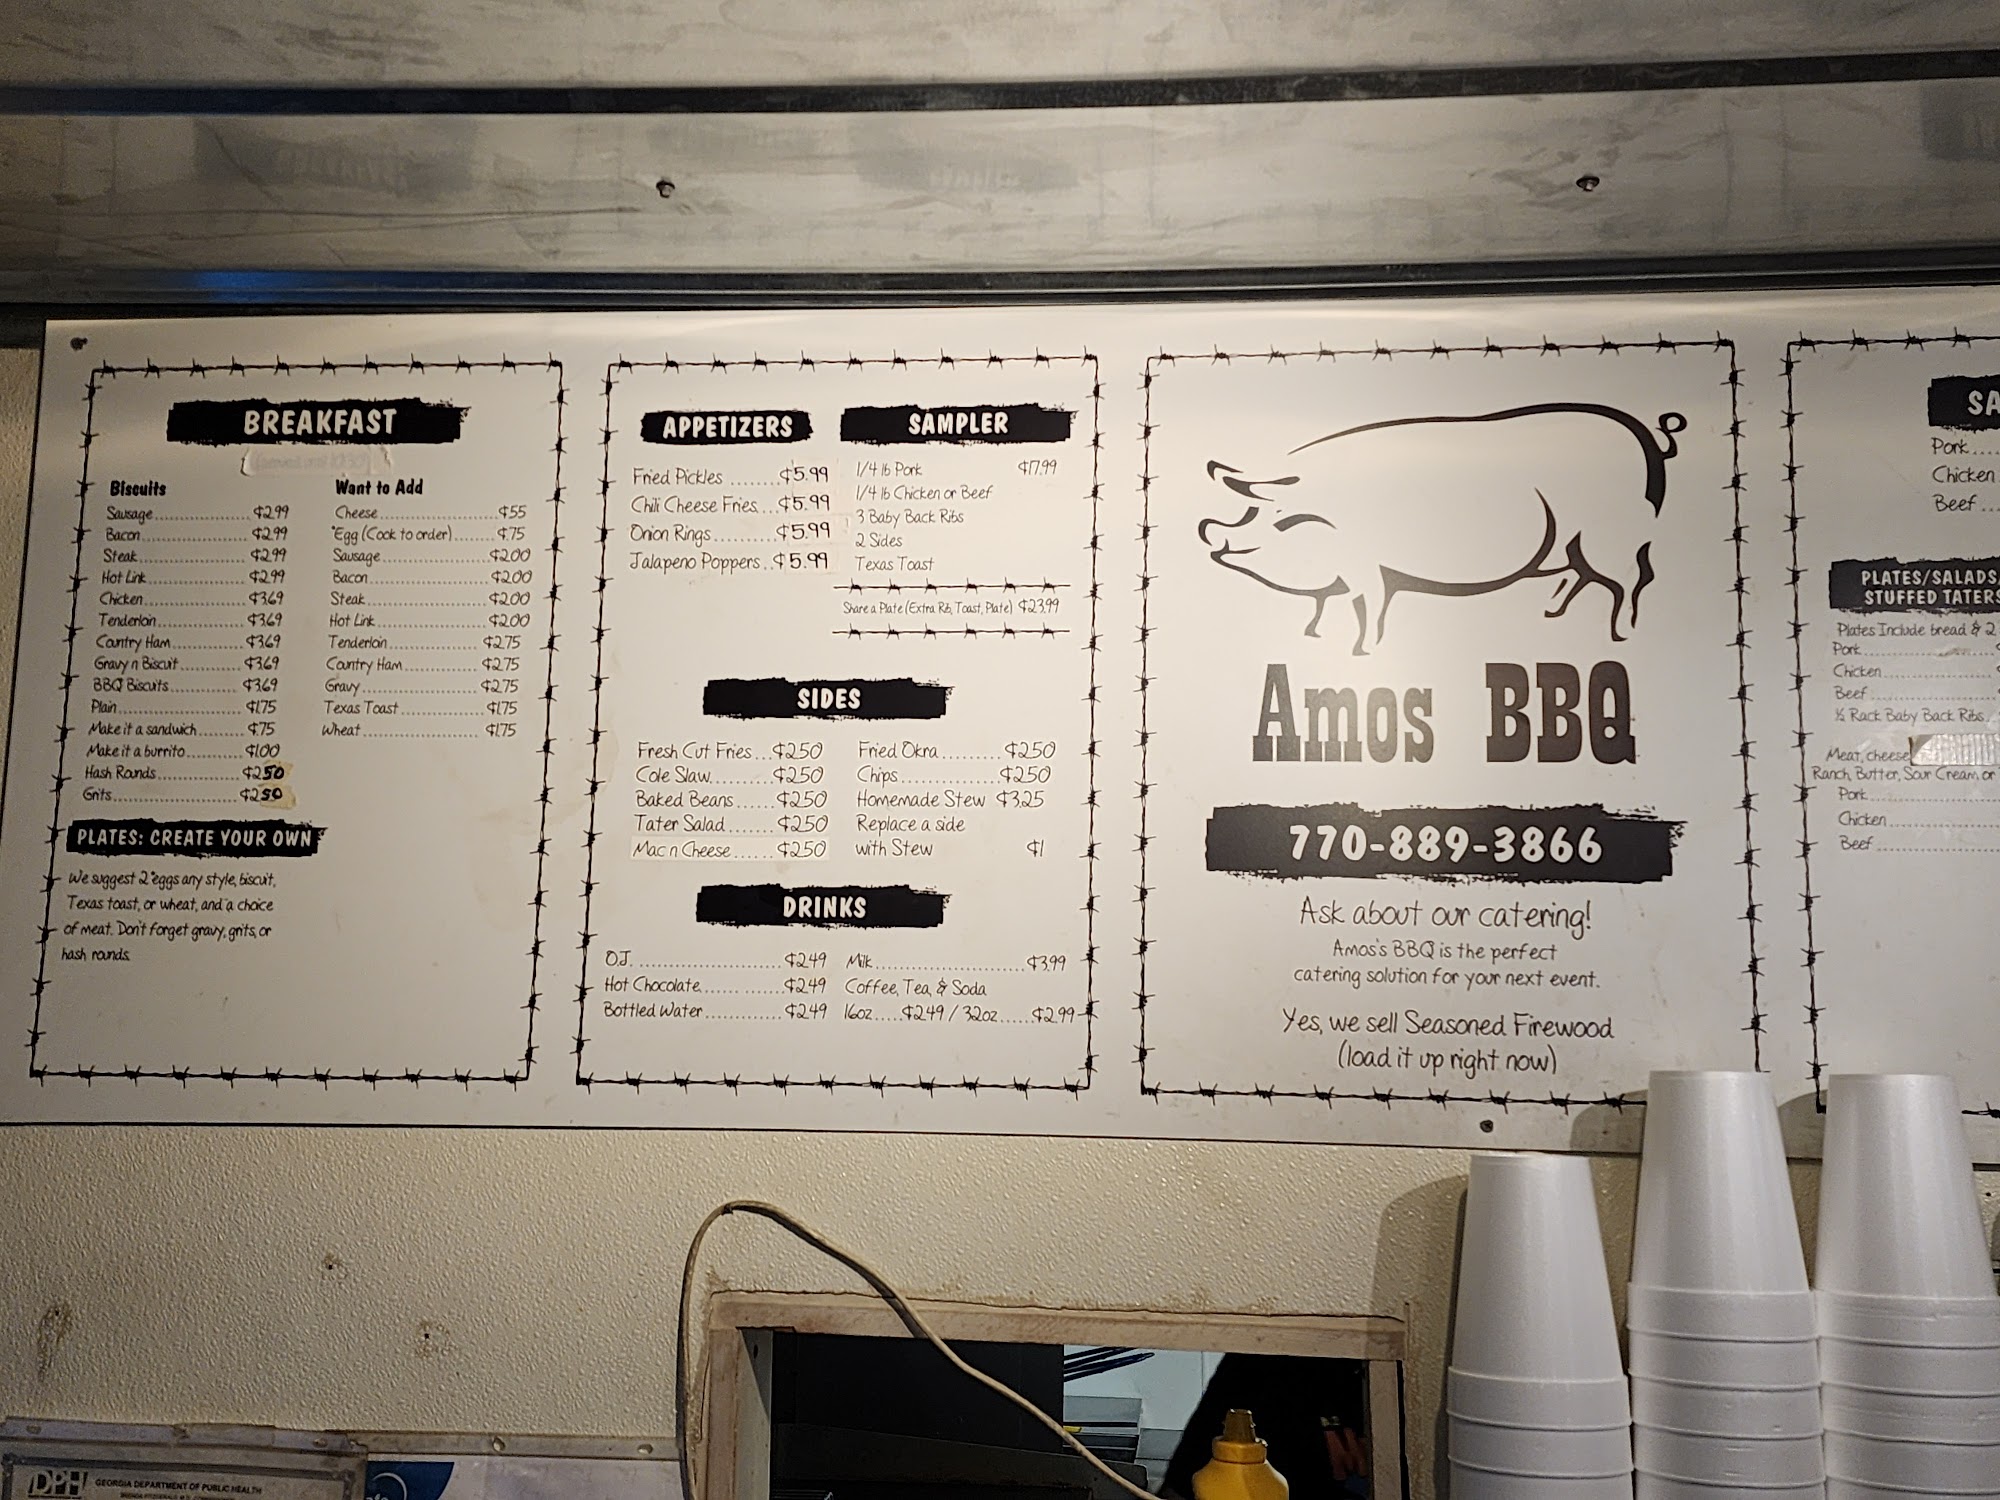 BREAKFAST
Biscuits
Sausage $2.99
Bacon $2.99
Steak $2.99
Hot Link $2.99
Chicken $3.69
Tenderloin $3.69
Country Ham $3.69
Gravy n Biscuit $3.69
BBQ Biscuits $3.69
Plain $1.75
Make it a sandwich $.75
Make it a burrito $1.00
Hash Rounds $2.50
Grits $2.50
Want to Add
Cheese $.55
*Egg (Cook to order) $.75
Sausage $2.00
Bacon $2.00
Steak $2.00
Hot Link $2.00
Tenderloin $2.75
Country Ham $2.75
Gravy $2.75
Texas Toast $1.75
Wheat $1.75
PLATES: CREATE YOUR OWN
We suggest 2 *eggs any style, biscuit,
Texas toast, or wheat, and a choice
of meat. Don't forget gravy, grits, or
hash rounds.
APPETIZERS
Fried Pickles $5.99
Chili Cheese Fries $5.99
Onion Rings $5.99
Jalapeno Poppers $5.99
SAMPLER
1/4 lb Pork $17.99
1/4 lb Chicken or Beef
3 Baby Back Ribs
2 Sides
Texas Toast
Share a Plate (Extra Rib, Toast, Plate) $23.99
SIDES
Fresh Cut Fries $2.50
Cole Slaw $2.50
Baked Beans $2.50
Tater Salad $2.50
Mac n Cheese $2.50
Fried Okra $2.50
Chips $2.50
Homemade Stew $3.25
Replace a side
with Stew $1
DRINKS
O.J. $2.49
Hot Chocolate $2.49
Bottled Water $2.49
Milk $3.99
Coffee, Tea, & Soda
16oz $2.49 / 32oz $2.99
Amos BBQ
770-889-3866
Ask about our catering!
Amos's BBQ is the perfect
catering solution for your next event.
Yes, we sell Seasoned Firewood
(load it up right now)
SA
Pork
Chicken
Beef
PLATES/SALADS/
STUFFED TATERS
Plates Include bread & 2
Pork
Chicken
Beef
½ Rack Baby Back Ribs
Meat, cheese
Ranch, Butter, Sour Cream or
Pork
Chicken
Beef
DPH GEORGIA DEPARTMENT OF PUBLIC HEALTH